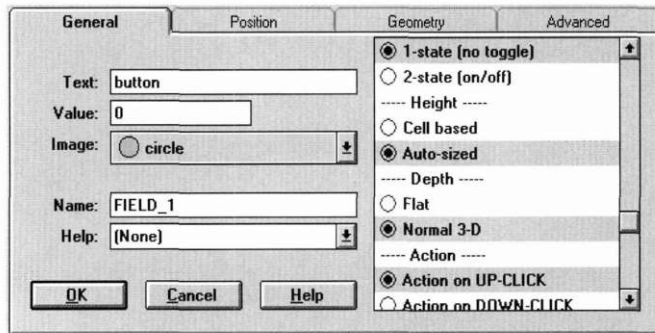 General Position Geometry Advanced
Text: button
Value: 0
Image: circle
Name: FIELD_1
Help: (None)
OK Cancel Help
1-state (no toggle)
2-state (on/off)
----- Height -----
Cell based
Auto-sized
----- Depth -----
Flat
Normal 3-D
----- Action -----
Action on UP-CLICK
Action on DOWN-CLICK